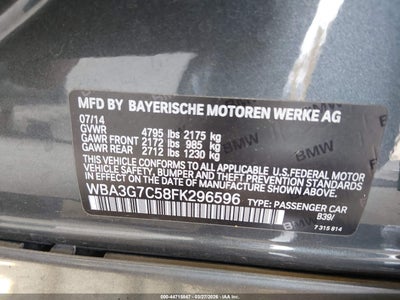 MFD BY BAYERISCHE MOTOREN WERKE AG
07/14
GVWR 4795 lbs 2175 kg
GAWR FRONT 2172 lbs 985 kg
GAWR REAR 2712 lbs 1230 kg
THIS VEHICLE CONFORMS TO ALL APPLICABLE U.S. FEDERAL MOTOR
VEHICLE SAFETY, BUMPER AND THEFT PREVENTION STANDARDS
IN EFFECT ON THE DATE OF MANUFACTURE SHOWN ABOVE.
WBA3G7C58FK296596 TYPE: PASSENGER CAR
B39/
7 315 814
BMW
BMW
BMW
000-44715847 - 03/27/2026 - IAA